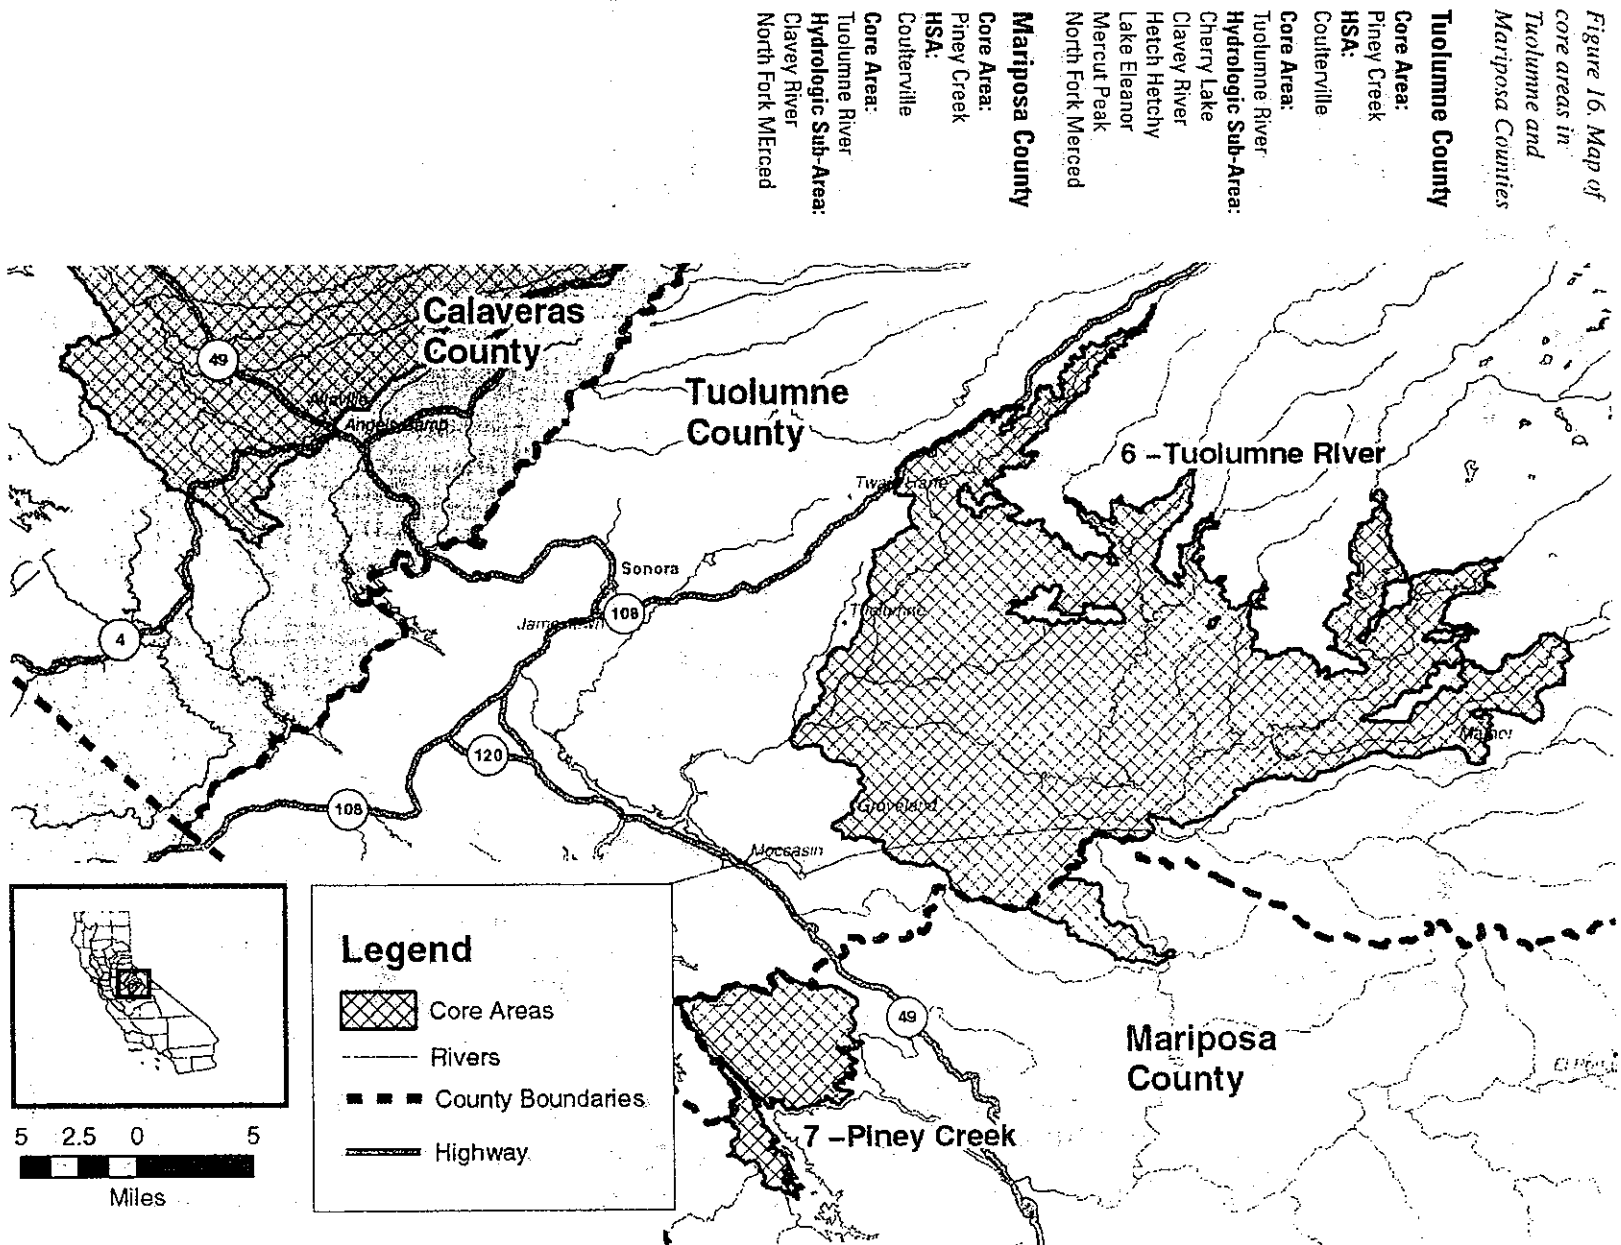 Figure 16. Map of
core areas in
Tuolumne and
Mariposa Counties
Tuolumne County
Core Area:
Piney Creek
HSA:
Coulterville
Core Area:
Tuolumne River
Hydrologic Sub-Area:
Cherry Lake
Clavey River
Hetch Hetchy
Lake Eleanor
Mercut Peak
North Fork Merced
Mariposa County
Core Area:
Piney Creek
HSA:
Coulterville
Core Area:
Tuolumne River
Hydrologic Sub-Area:
Clavey River
North Fork MErced
Calaveras
County
49
Angels Camp
Tuolumne
County
6 –Tuolumne River
Twain Harte
Sonora
108
Jamestown
Tuolumne
4
120
108
Groveland
Mather
Moccasin
49
Mariposa
County
7 –Piney Creek
Legend
Core Areas
Rivers
County Boundaries
Highway
5 2.5 0 5
Miles